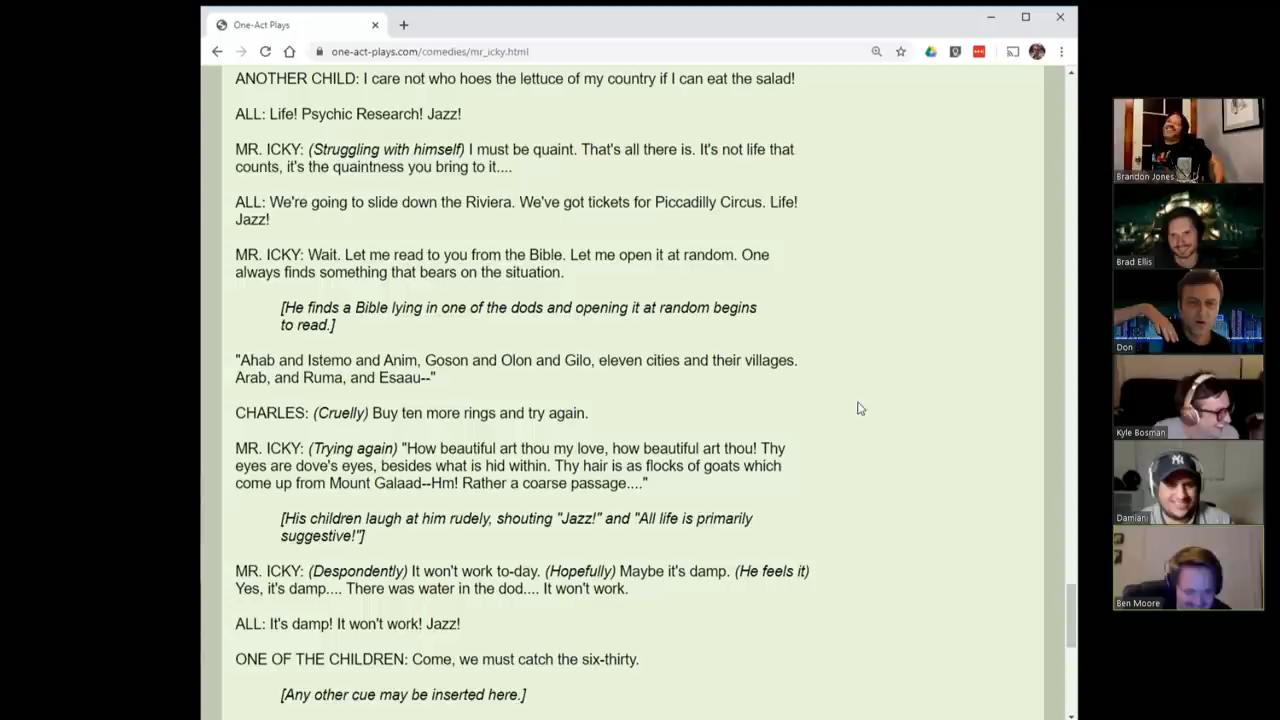 One-Act Plays
one-act-plays.com/comedies/mr_icky.html
ANOTHER CHILD: I care not who hoes the lettuce of my country if I can eat the salad!
ALL: Life! Psychic Research! Jazz!
MR. ICKY: (Struggling with himself) I must be quaint. That's all there is. It's not life that
counts, it's the quaintness you bring to it....
ALL: We're going to slide down the Riviera. We've got tickets for Piccadilly Circus. Life!
Jazz!
MR. ICKY: Wait. Let me read to you from the Bible. Let me open it at random. One
always finds something that bears on the situation.
[He finds a Bible lying in one of the dods and opening it at random begins
to read.]
"Ahab and Istemo and Anim, Goson and Olon and Gilo, eleven cities and their villages.
Arab, and Ruma, and Esaau--"
CHARLES: (Cruelly) Buy ten more rings and try again.
MR. ICKY: (Trying again) "How beautiful art thou my love, how beautiful art thou! Thy
eyes are dove's eyes, besides what is hid within. Thy hair is as flocks of goats which
come up from Mount Galaad--Hm! Rather a coarse passage...."
[His children laugh at him rudely, shouting "Jazz!" and "All life is primarily
suggestive!"]
MR. ICKY: (Despondently) It won't work to-day. (Hopefully) Maybe it's damp. (He feels it)
Yes, it's damp.... There was water in the dod.... It won't work.
ALL: It's damp! It won't work! Jazz!
ONE OF THE CHILDREN: Come, we must catch the six-thirty.
[Any other cue may be inserted here.]
Brandon Jones
Brad Ellis
Don
Kyle Bosman
Damiani
Ben Moore